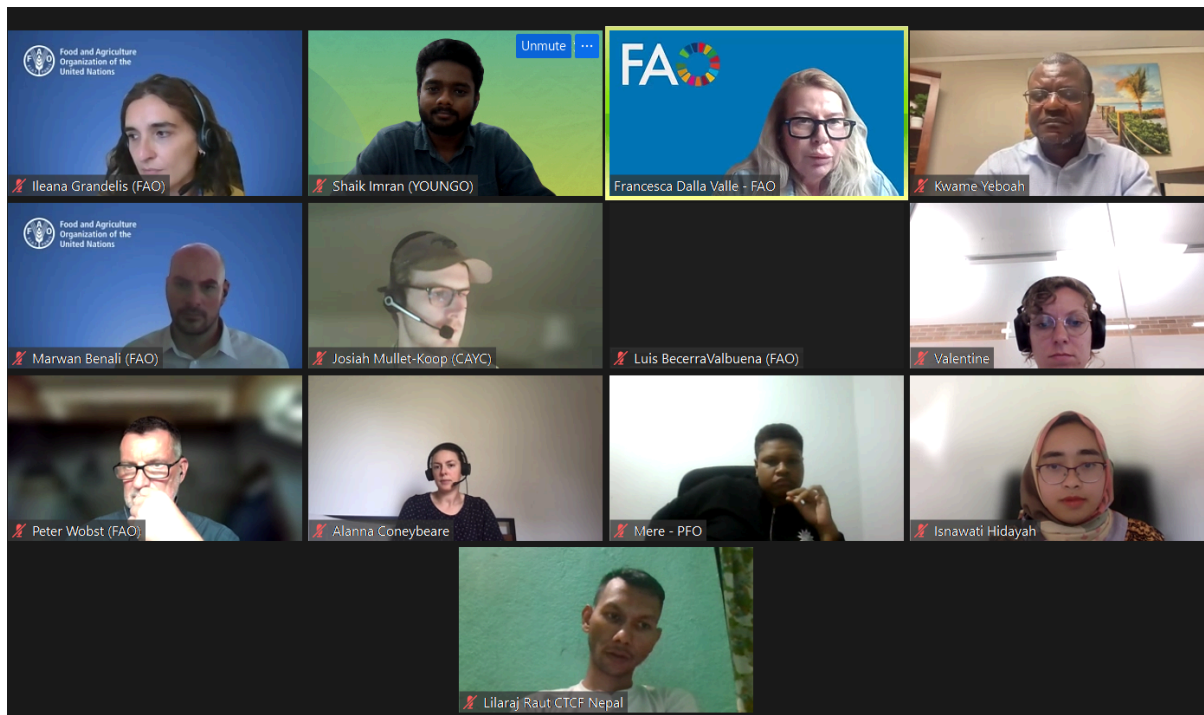 Food and Agriculture
Organization of the
United Nations
Ileana Grandelis (FAO)
Unmute
...
Shaik Imran (YOUNGO)
FAO
Francesca Dalla Valle - FAO
Kwame Yeboah
Food and Agriculture
Organization of the
United Nations
Marwan Benali (FAO)
Josiah Mullet-Koop (CAYC)
Luis BecerraValbuena (FAO)
Valentine
Peter Wobst (FAO)
Alanna Coneybeare
Mere - PFO
Isnawati Hidayah
Lilaraj Raut CTCF Nepal